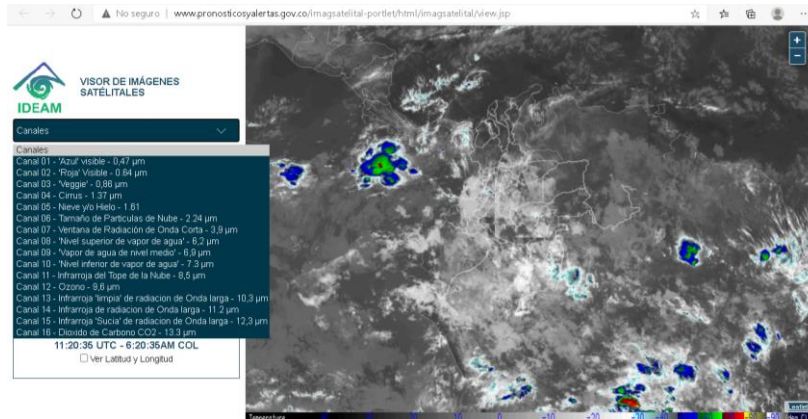 No seguro | www.pronosticosyalertas.gov.co/imagsatelital-portlet/html/imagsatelital/view.jsp
IDEAM
VISOR DE IMÁGENES
SATÉLITALES
Canales
Canales
Canal 01 - 'Azul' visible - 0,47 µm
Canal 02 - 'Roja' Visible - 0.64 µm
Canal 03 - 'Veggie' - 0,86 µm
Canal 04 - Cirrus - 1.37 µm
Canal 05 - Nieve y/o Hielo - 1.61
Canal 06 - Tamaño de Particulas de Nube - 2.24 µm
Canal 07 - Ventana de Radiación de Onda Corta - 3,9 µm
Canal 08 - 'Nivel superior de vapor de agua' - 6,2 µm
Canal 09 - 'Vapor de agua de nivel medio' - 6,9 µm
Canal 10 - 'Nivel inferior de vapor de agua' - 7.3 µm
Canal 11 - Infrarroja del Tope de la Nube - 8,5 µm
Canal 12 - Ozono - 9,6 µm
Canal 13 - Infrarroja 'limpia' de radiacion de Onda larga - 10,3 µm
Canal 14 - Infrarroja de radiacion de Onda larga - 11.2 µm
Canal 15 - Infrarroja 'Sucia' de radiacion de Onda larga - 12,3 µm
Canal 16 - Dioxido de Carbono CO2 - 13.3 µm
11:20:35 UTC - 6:20:35AM COL
Ver Latitud y Longitud
+
−
Leaflet